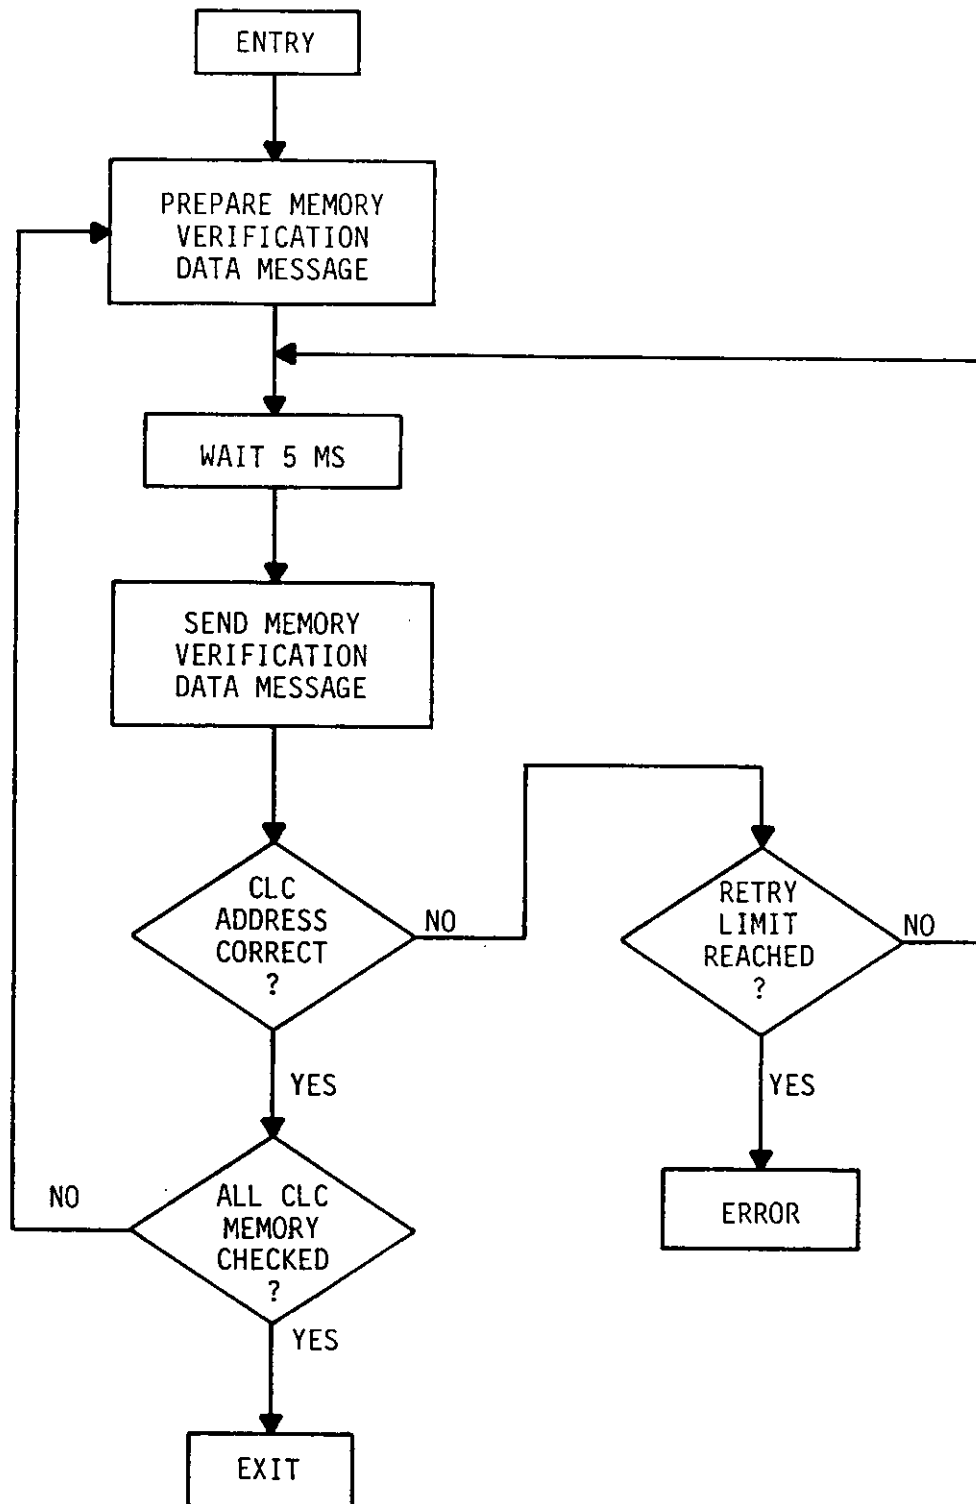 ENTRY
PREPARE MEMORY
VERIFICATION
DATA MESSAGE
WAIT 5 MS
SEND MEMORY
VERIFICATION
DATA MESSAGE
CLC
ADDRESS
CORRECT
?
NO
RETRY
LIMIT
REACHED
?
NO
YES
YES
ALL CLC
MEMORY
CHECKED
?
NO
YES
ERROR
EXIT